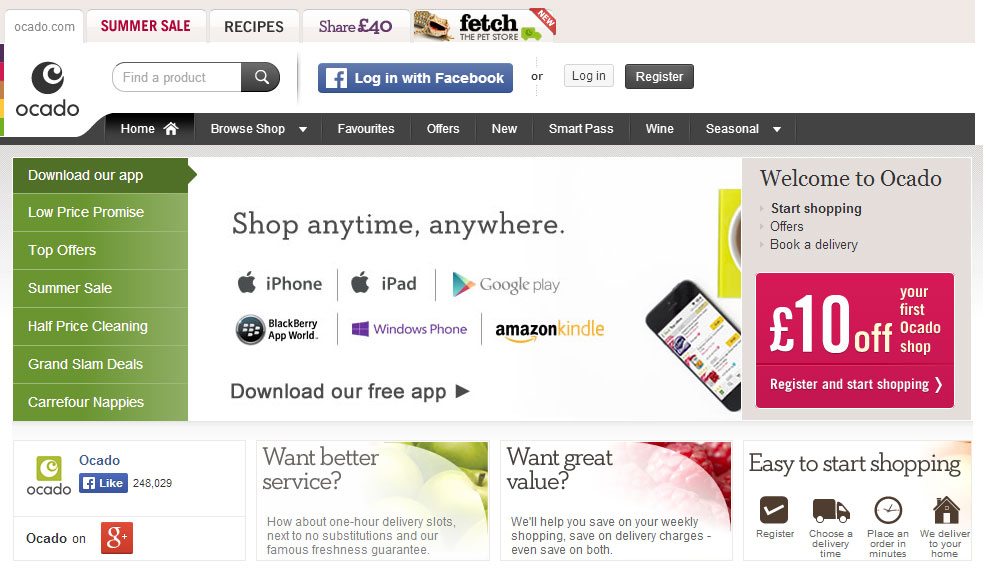 ocado.com
SUMMER SALE
RECIPES
Share £40
fetch
THE PET STORE
NEW
ocado
Find a product
Log in with Facebook
or
Log in
Register
Home
Browse Shop
Favourites
Offers
New
Smart Pass
Wine
Seasonal
Download our app
Low Price Promise
Top Offers
Summer Sale
Half Price Cleaning
Grand Slam Deals
Carrefour Nappies
Shop anytime, anywhere.
iPhone
iPad
Google play
BlackBerry
App World™
Windows Phone
amazonkindle
Download our free app ►
Welcome to Ocado
Start shopping
Offers
Book a delivery
£10 off
your
first
Ocado
shop
Register and start shopping ❯
ocado
Ocado
Like
248,029
Ocado on
g+
Want better
service?
How about one-hour delivery slots,
next to no substitutions and our
famous freshness guarantee.
Want great
value?
We'll help you save on your weekly
shopping, save on delivery charges -
even save on both.
Easy to start shopping
Register
Choose a
delivery
time
Place an
order in
minutes
We deliver
to your
home